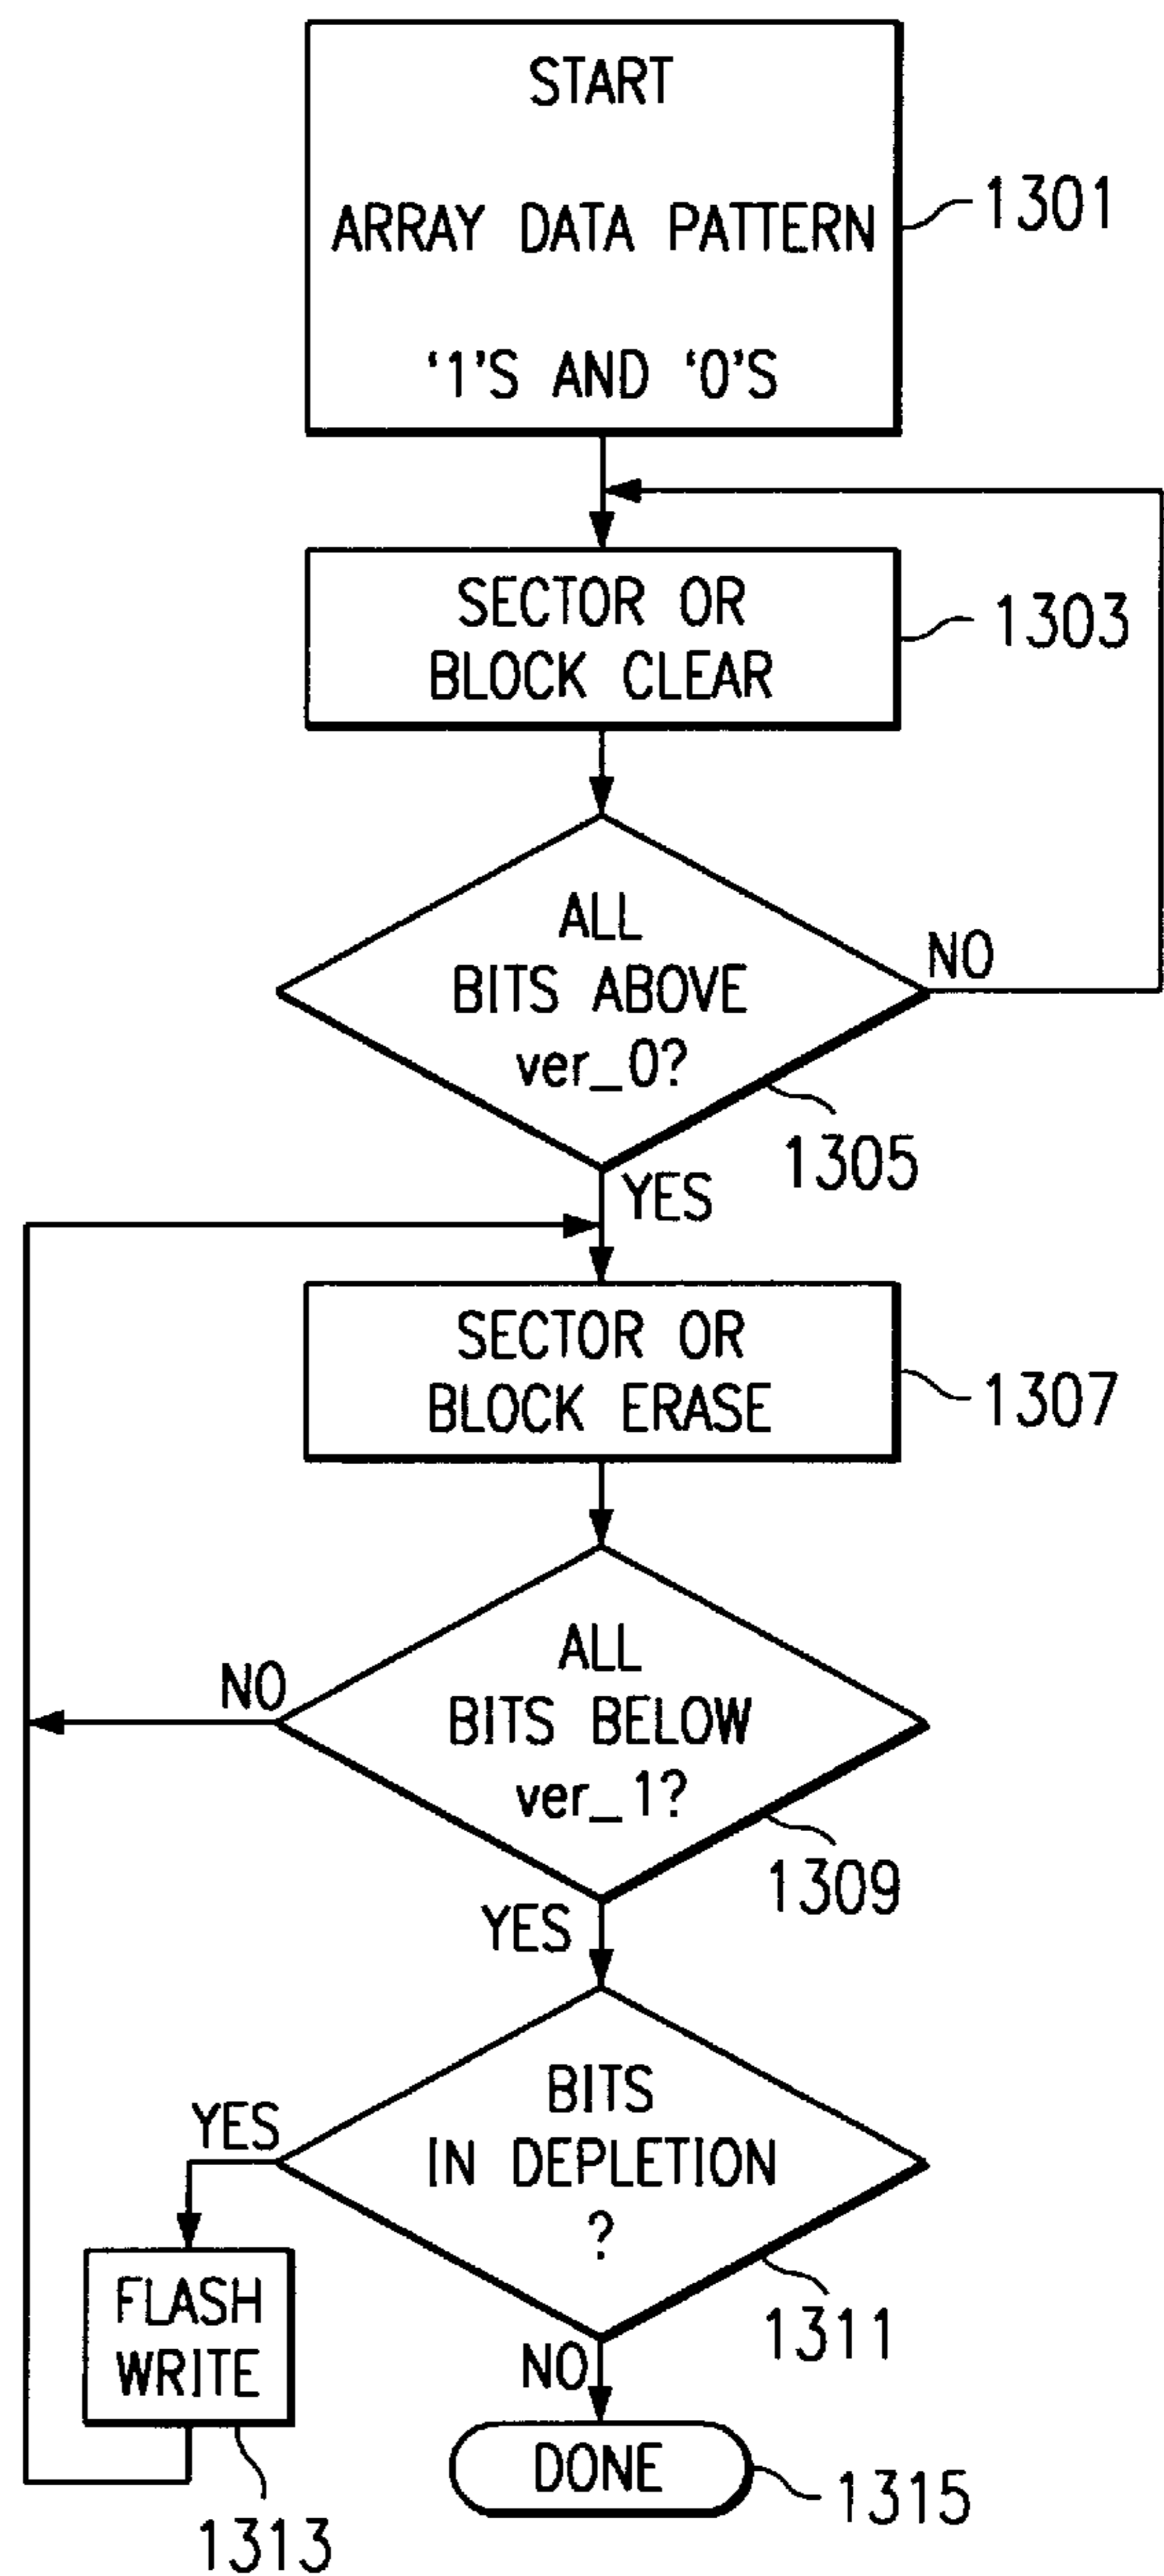 START
ARRAY DATA PATTERN
'1'S AND '0'S
1301
SECTOR OR
BLOCK CLEAR
1303
ALL
BITS ABOVE
ver_0?
NO
1305
YES
SECTOR OR
BLOCK ERASE
1307
ALL
BITS BELOW
ver_1?
NO
1309
YES
BITS
IN DEPLETION
?
YES
1311
FLASH
WRITE
NO
DONE
1315
1313